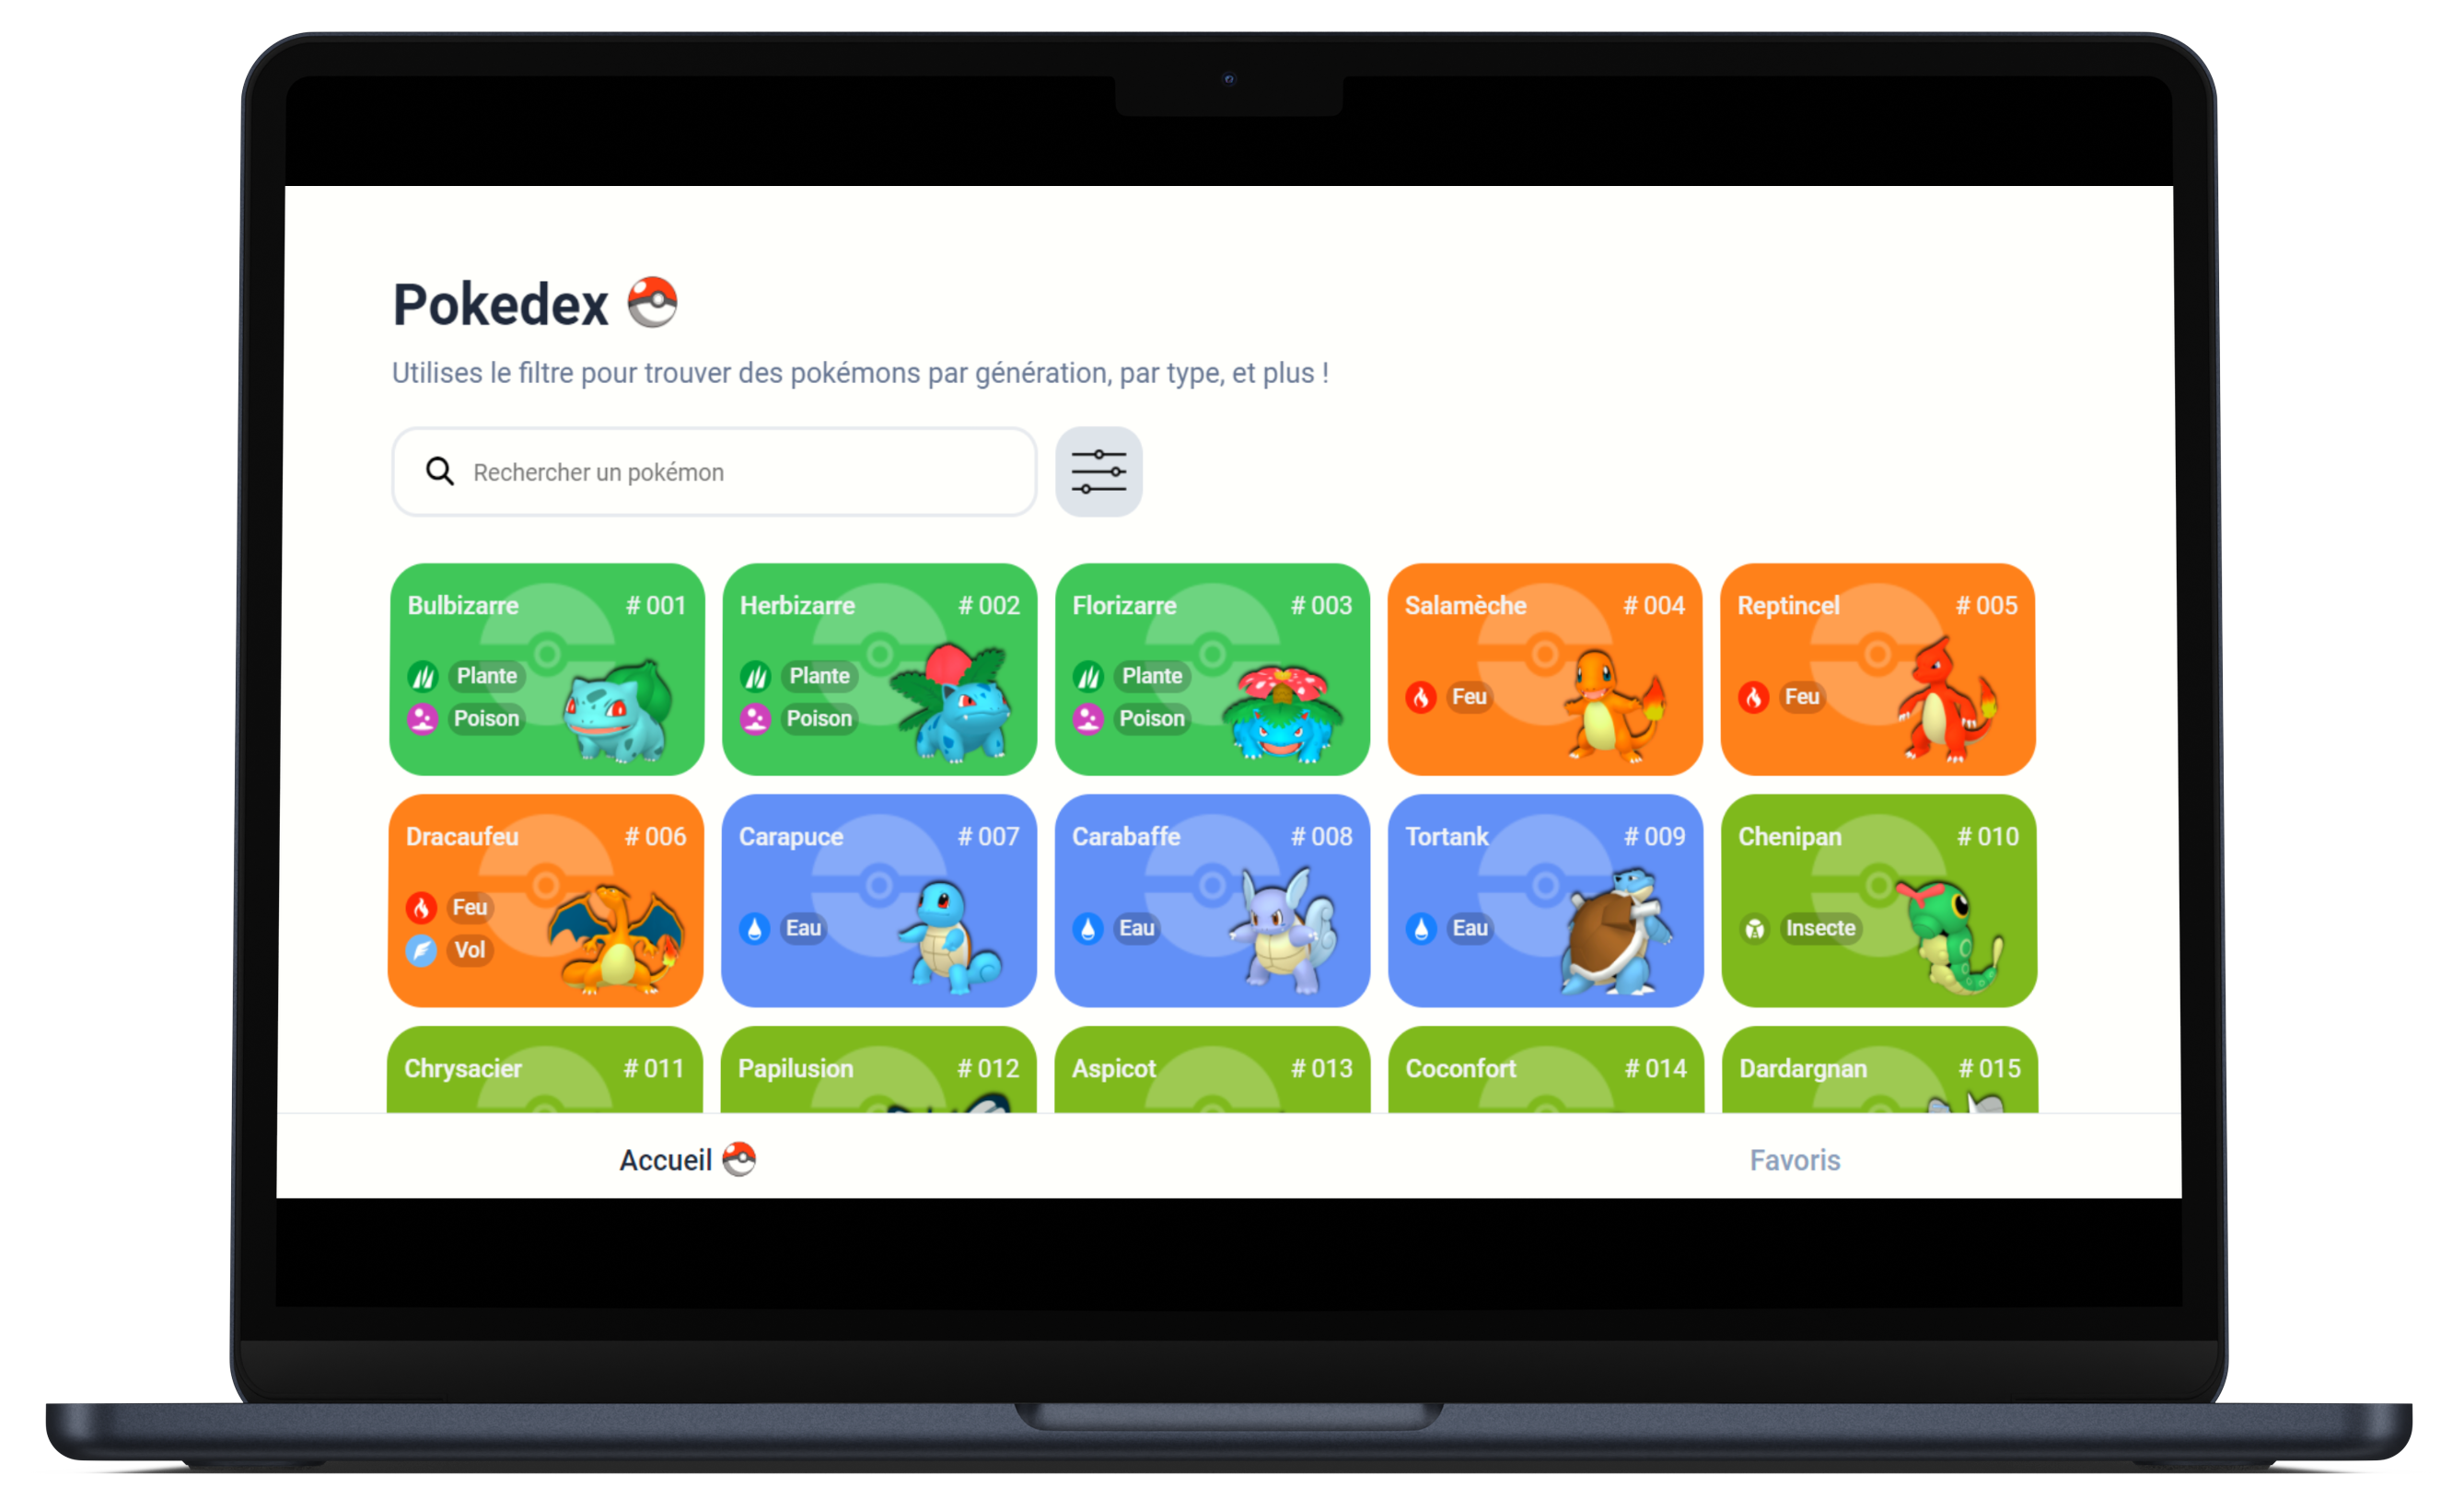 Pokedex
Utilises le filtre pour trouver des pokémons par génération, par type, et plus !
Rechercher un pokémon
Bulbizarre # 001
Plante
Poison
Herbizarre # 002
Plante
Poison
Florizarre # 003
Plante
Poison
Salamèche # 004
Feu
Reptincel # 005
Feu
Dracaufeu # 006
Feu
Vol
Carapuce # 007
Eau
Carabaffe # 008
Eau
Tortank # 009
Eau
Chenipan # 010
Insecte
Chrysacier # 011
Papilusion # 012
Aspicot # 013
Coconfort # 014
Dardargnan # 015
Accueil
Favoris